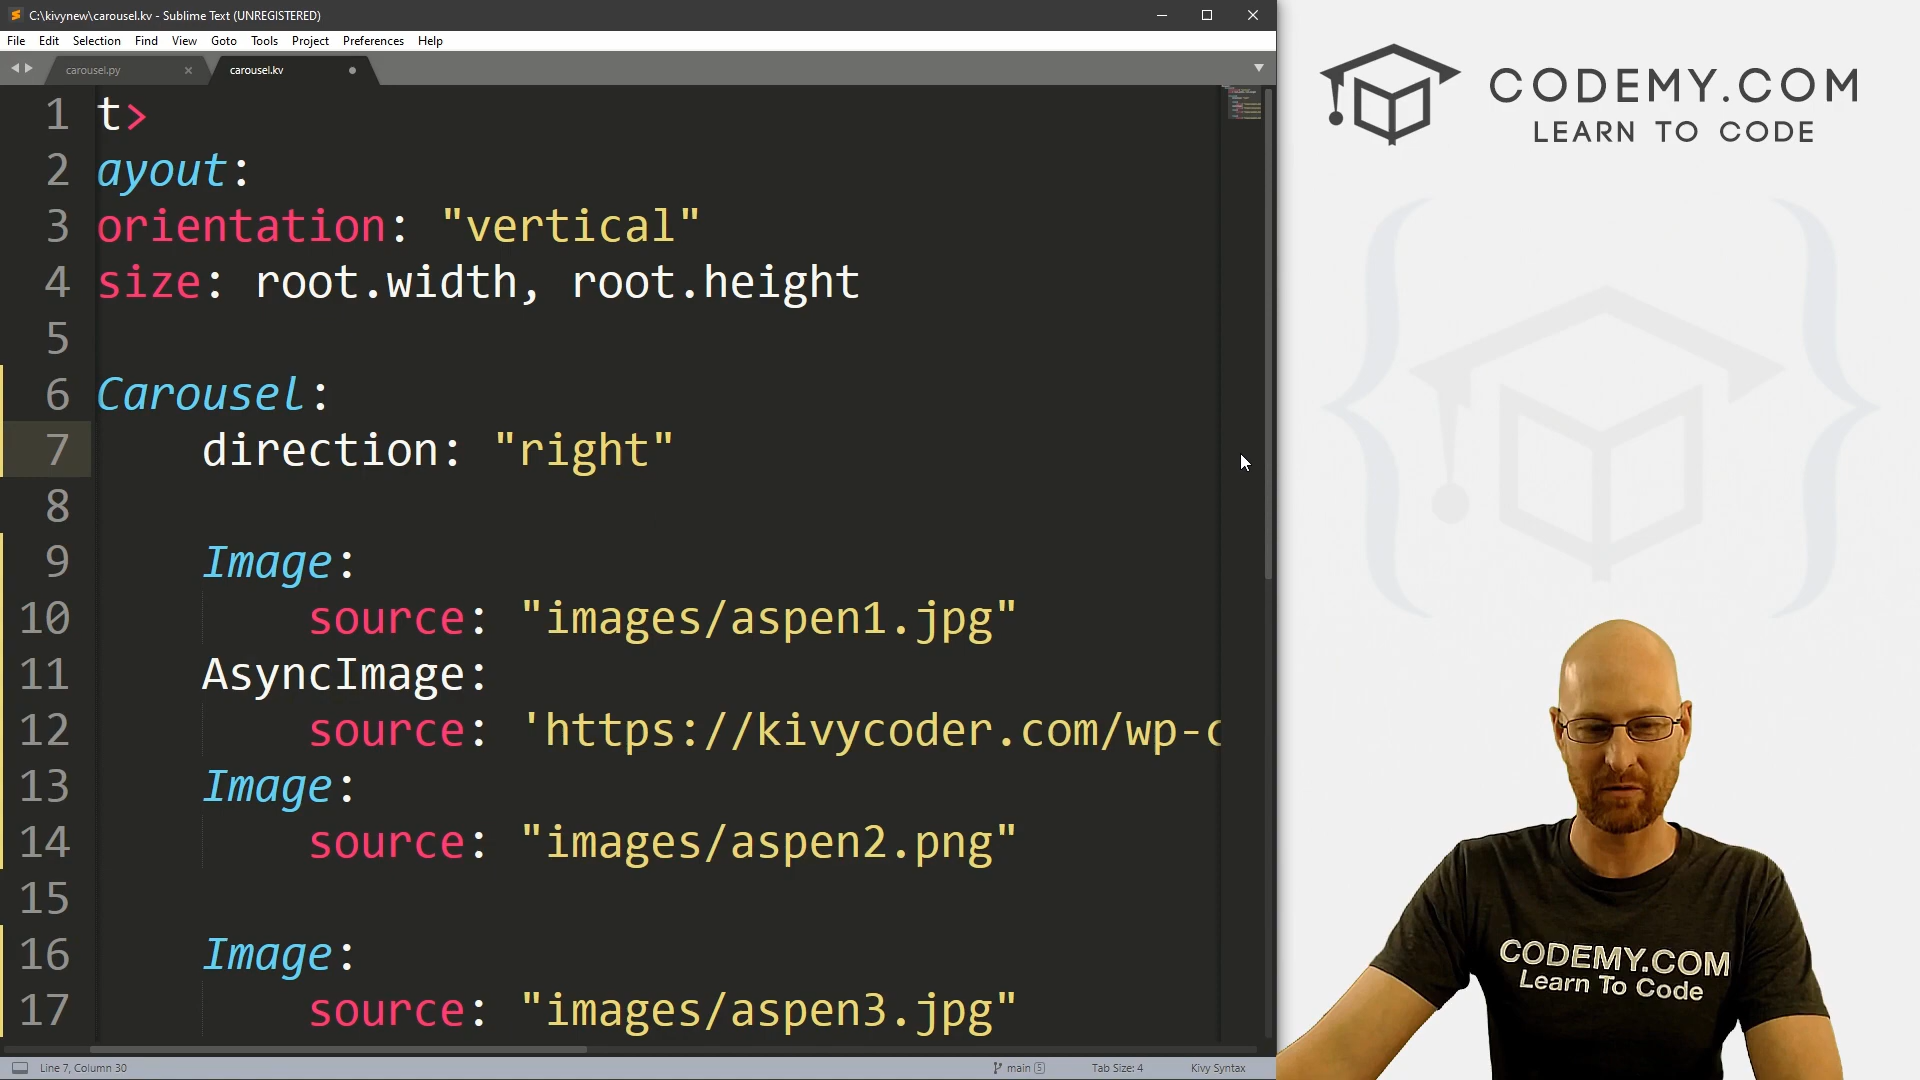 C:\kivynew\carousel.kv - Sublime Text (UNREGISTERED)
File Edit Selection Find View Goto Tools Project Preferences Help
carousel.py carousel.kv
1 t>
2 ayout:
3 orientation: "vertical"
4 size: root.width, root.height
5
6 Carousel:
7 direction: "right"
8
9 Image:
10 source: "images/aspen1.jpg"
11 AsyncImage:
12 source: 'https://kivycoder.com/wp-c
13 Image:
14 source: "images/aspen2.png"
15
16 Image:
17 source: "images/aspen3.jpg"
Line 7, Column 30 main 5 Tab Size: 4 Kivy Syntax
CODEMY.COM
LEARN TO CODE
CODEMY.COM
Learn To Code